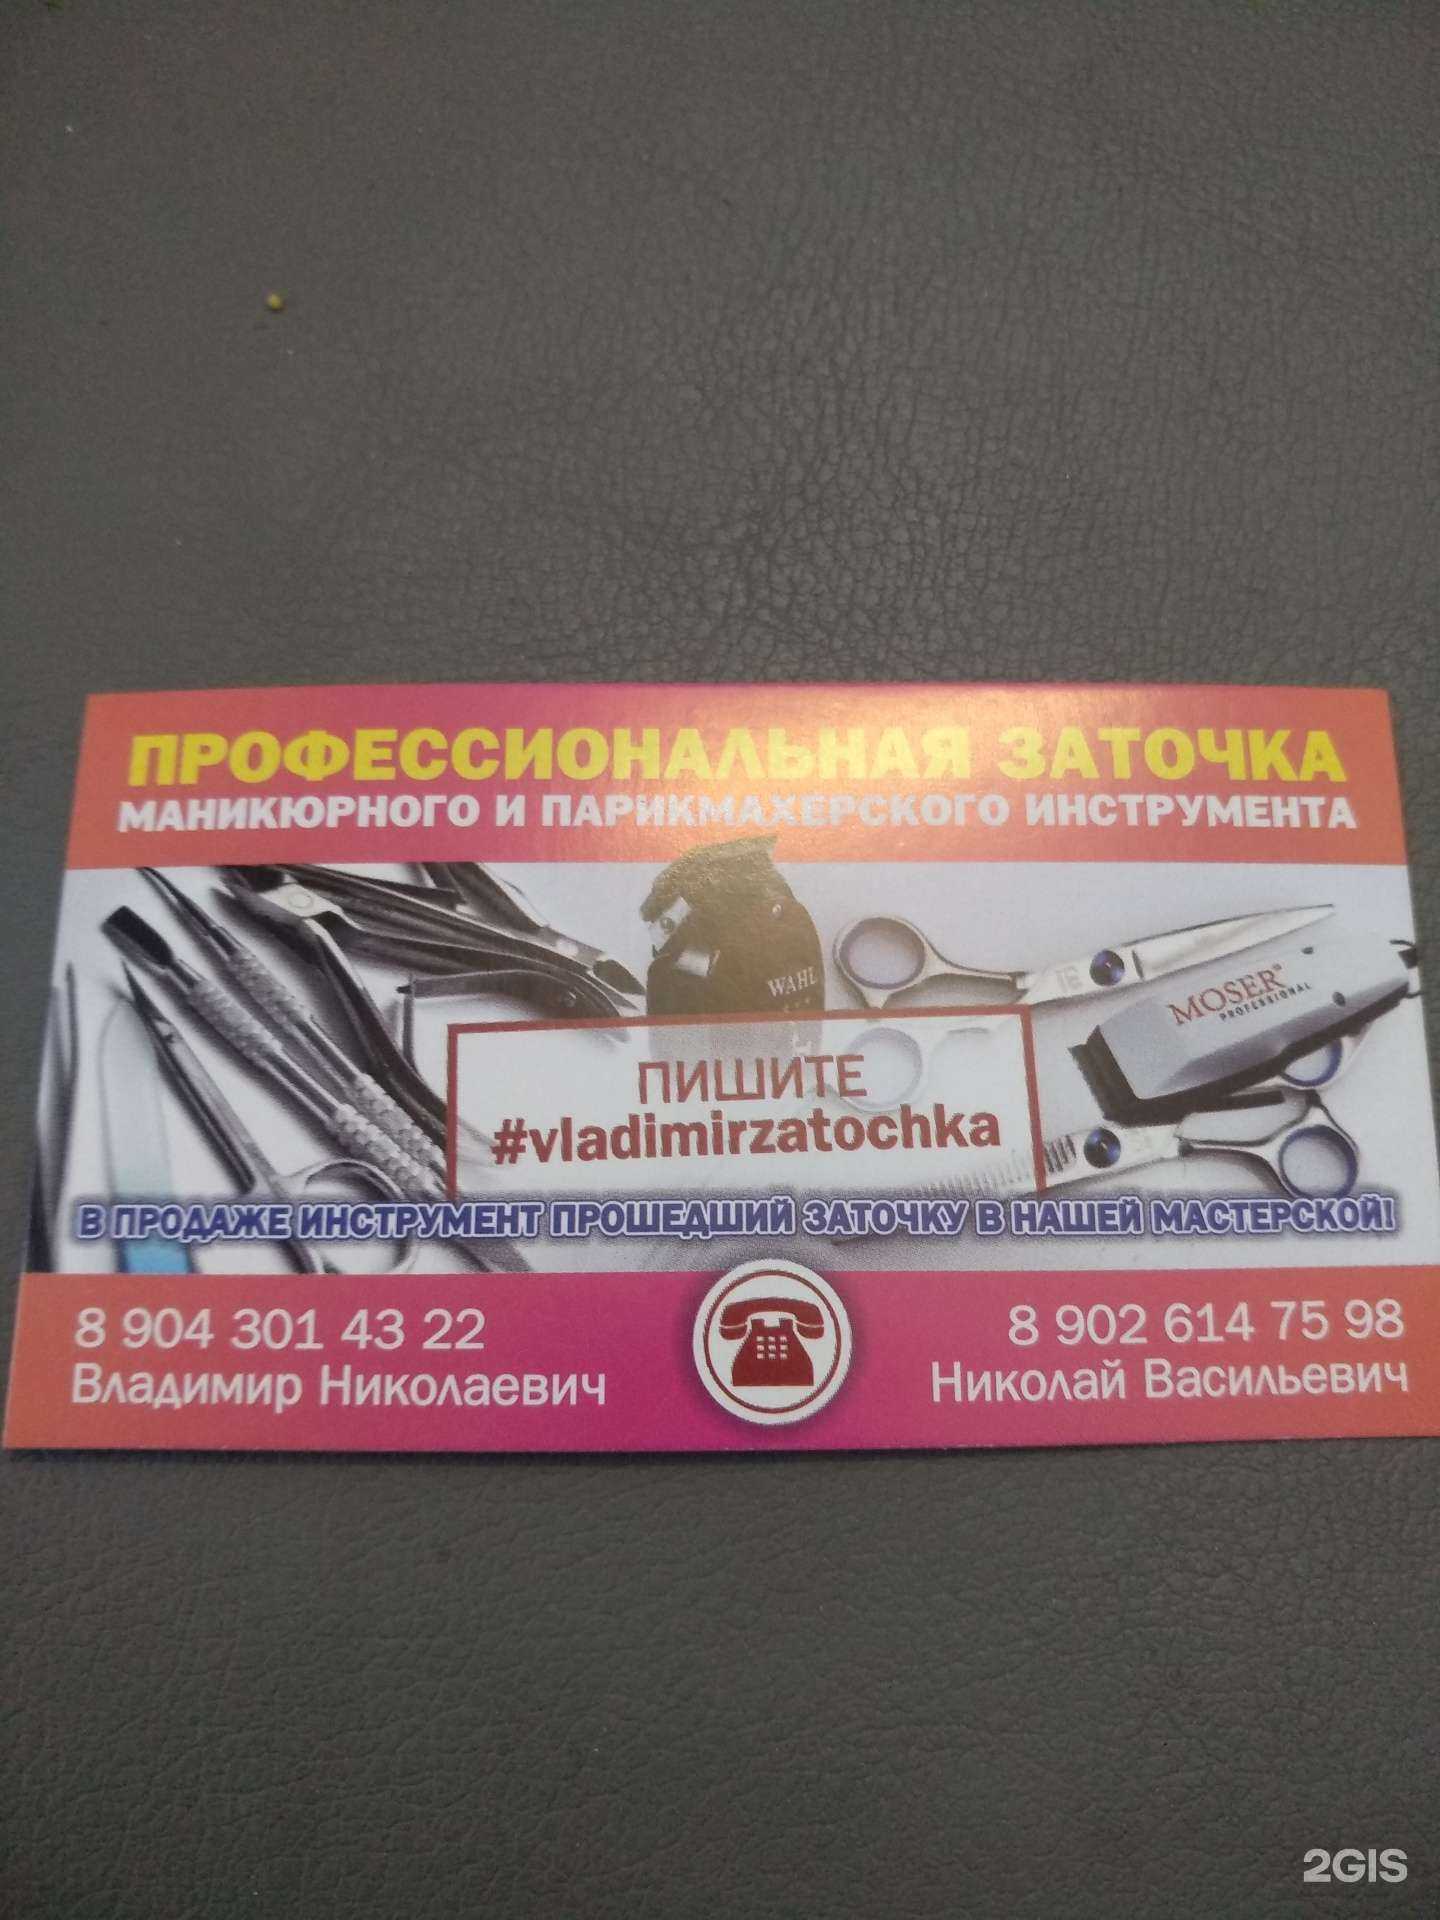 ПРОФЕССИОНАЛЬНАЯ ЗАТОЧКА
МАНИКЮРНОГО И ПАРИКМАХЕРСКОГО ИНСТРУМЕНТА
WAHL
MOSER
PROFESSIONAL
ПИШИТЕ
#vladimirzatochka
В ПРОДАЖЕ ИНСТРУМЕНТ ПРОШЕДШИЙ ЗАТОЧКУ В НАШЕЙ МАСТЕРСКОЙ!
8 904 301 43 22
Владимир Николаевич
8 902 614 75 98
Николай Васильевич
2GIS